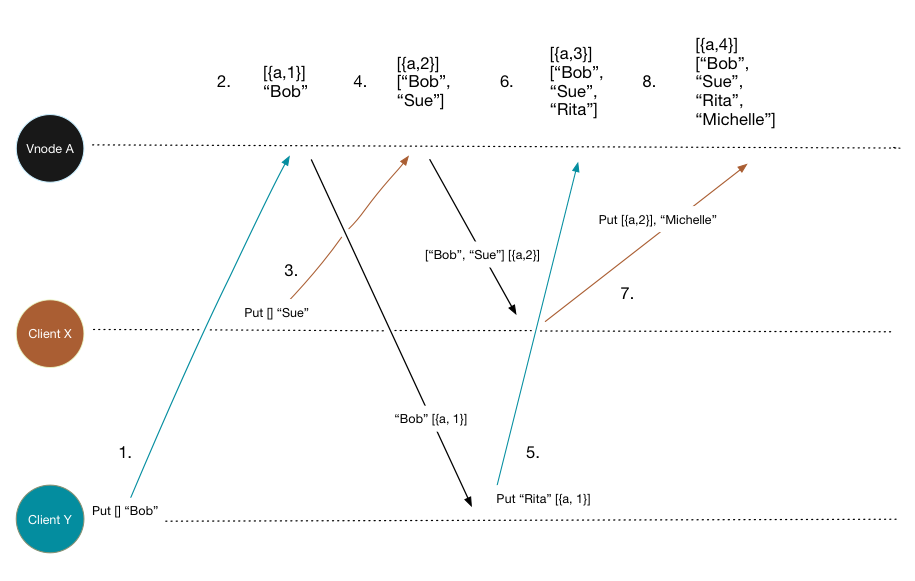 2.
[{a,1}]
“Bob”
4.
[{a,2}]
[“Bob”,
“Sue”]
6.
[{a,3}]
[“Bob”,
“Sue”,
“Rita”]
8.
[{a,4}]
[“Bob”,
“Sue”,
“Rita”,
“Michelle”]
Vnode A
Put [{a,2}], “Michelle”
[“Bob”, “Sue”] [{a,2}]
3.
7.
Put [] “Sue”
Client X
“Bob” [{a, 1}]
1.
5.
Put “Rita” [{a, 1}]
Put [] “Bob”
Client Y